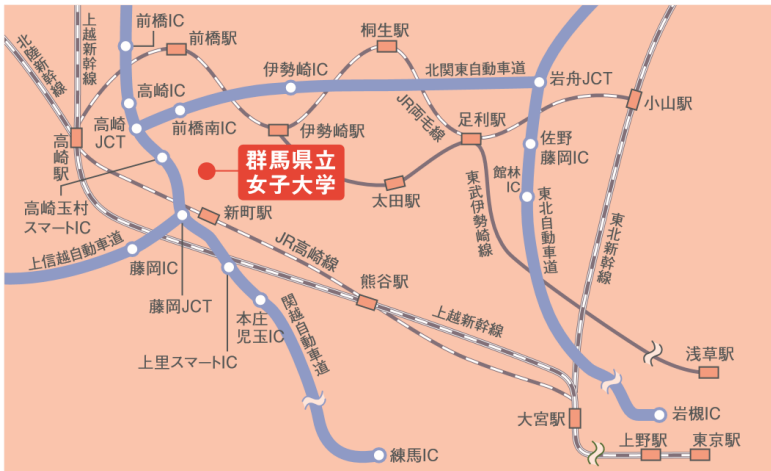 前橋IC
上越新幹線
北陸新幹線
前橋駅
桐生駅
伊勢崎IC
北関東自動車道
岩舟JCT
小山駅
高崎IC
高崎
JCT
前橋南IC
伊勢崎駅
JR両毛線
足利駅
佐野
藤岡IC
高崎駅
群馬県立
女子大学
太田駅
館林
IC
東武伊勢崎線
東北自動車道
東北新幹線
高崎玉村
スマートIC
新町駅
JR高崎線
上信越自動車道
藤岡IC
藤岡JCT
熊谷駅
上越新幹線
本庄
児玉IC
関越自動車道
上里スマートIC
浅草駅
大宮駅
岩槻IC
練馬IC
上野駅
東京駅